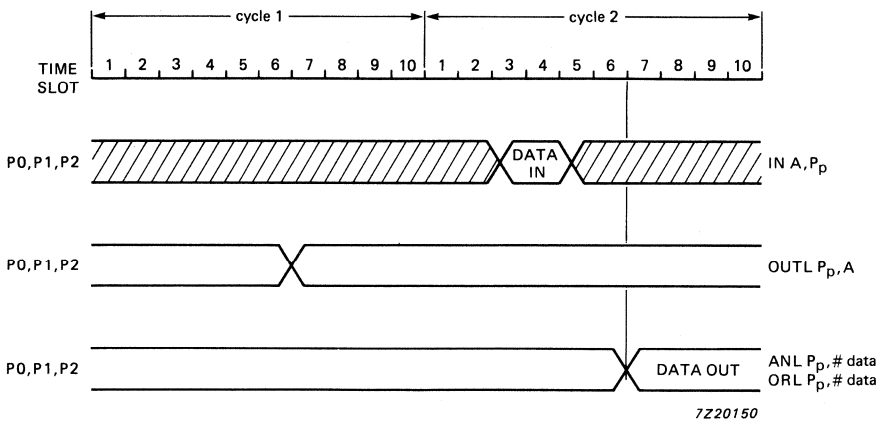 cycle 1 cycle 2
TIME SLOT 1 2 3 4 5 6 7 8 9 10 1 2 3 4 5 6 7 8 9 10
P0,P1,P2 DATA IN IN A,Pp
P0,P1,P2 OUTL Pp,A
P0,P1,P2 DATA OUT ANL Pp,# data
ORL Pp,# data
7Z20150